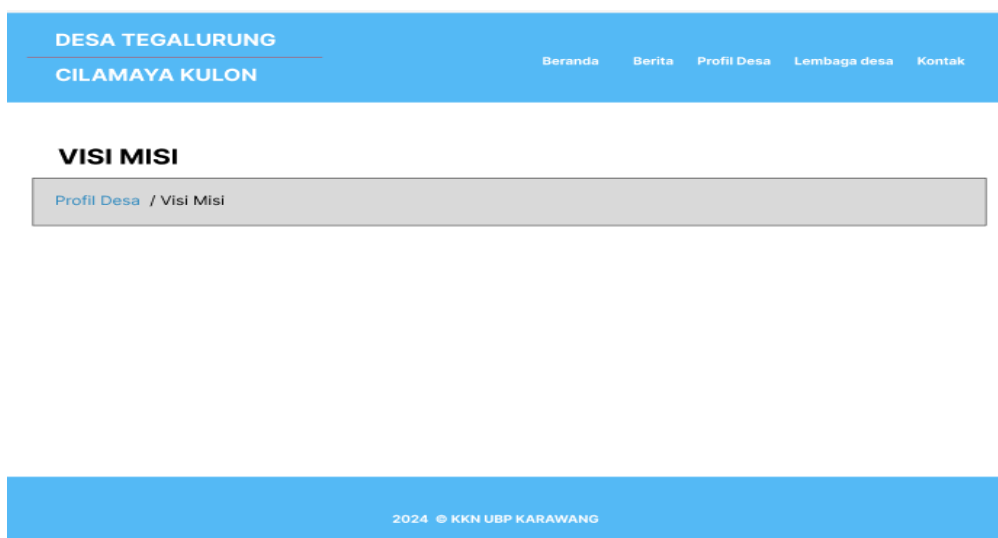 DESA TEGALURUNG
CILAMAYA KULON
Beranda Berita Profil Desa Lembaga desa Kontak
VISI MISI
Profil Desa / Visi Misi
2024 © KKN UBP KARAWANG